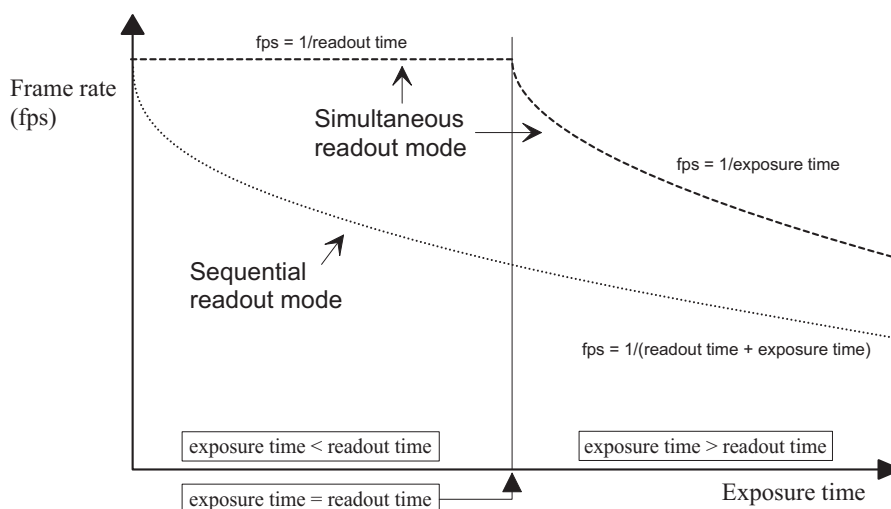 fps = 1/readout time
Frame rate
(fps)
Simultaneous
readout mode
fps = 1/exposure time
Sequential
readout mode
fps = 1/(readout time + exposure time)
exposure time < readout time
exposure time > readout time
exposure time = readout time
Exposure time